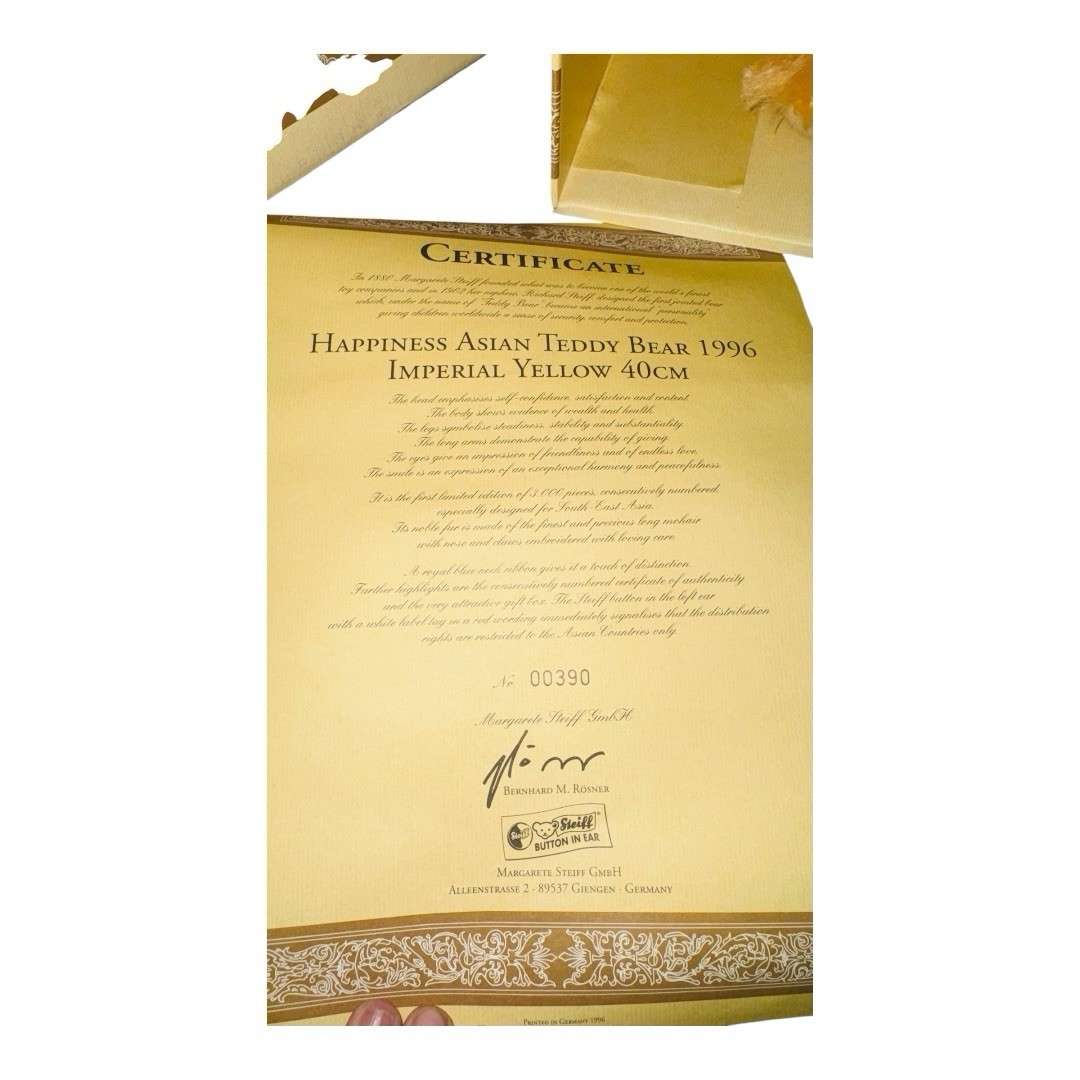 CERTIFICATE
In 1880 Margarete Steiff founded what was to become one of the world's finest
toy companies and in 1902 her nephew, Richard Steiff, designed the first jointed bear
which, under the name of "Teddy Bear", became an international "personality"
giving children worldwide a sense of security, comfort and protection.
HAPPINESS ASIAN TEDDY BEAR 1996
IMPERIAL YELLOW 40CM
The head emphasises self-confidence, satisfaction and content.
The body shows evidence of wealth and health.
The legs symbolise steadiness, stability and substantiality.
The long arms demonstrate the capability of giving.
The eyes give an impression of friendliness and of endless love.
The smile is an expression of an exceptional harmony and peacefulness.
It is the first limited edition of 3.000 pieces, consecutively numbered,
especially designed for South-East Asia.
Its noble fur is made of the finest and precious long mohair
with nose and claws embroidered with loving care.
A royal blue neck ribbon gives it a touch of distinction.
Further highlights are the consecutively numbered certificate of authenticity
and the very attractive gift box. The Steiff button in the left ear
with a white label tag in a red wording immediately signalises that the distribution
rights are restricted to the Asian Countries only.
Nr. 00390
Margarete Steiff GmbH
BERNHARD M. RÖSNER
Steiff Steiff®
BUTTON IN EAR
MARGARETE STEIFF GMBH
ALLEENSTRASSE 2 · 89537 GIENGEN · GERMANY
PRINTED IN GERMANY 1996